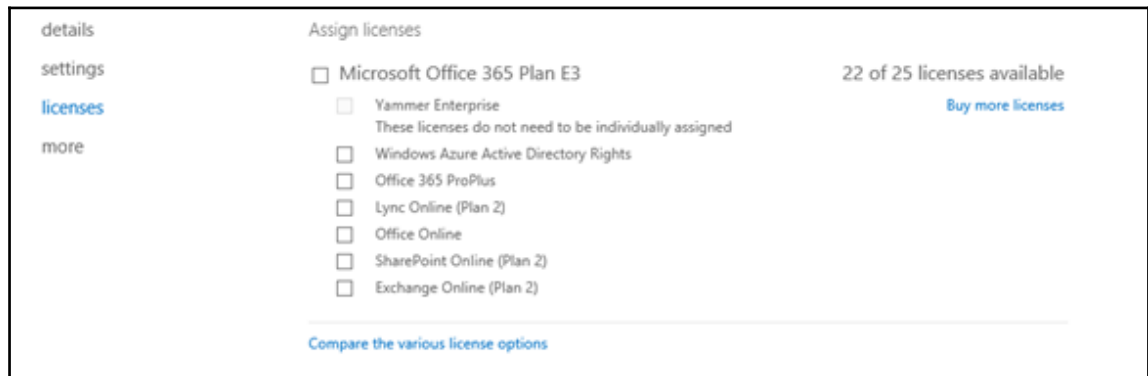 details
settings
licenses
more
Assign licenses
Microsoft Office 365 Plan E3
22 of 25 licenses available
Buy more licenses
Yammer Enterprise
These licenses do not need to be individually assigned
Windows Azure Active Directory Rights
Office 365 ProPlus
Lync Online (Plan 2)
Office Online
SharePoint Online (Plan 2)
Exchange Online (Plan 2)
Compare the various license options